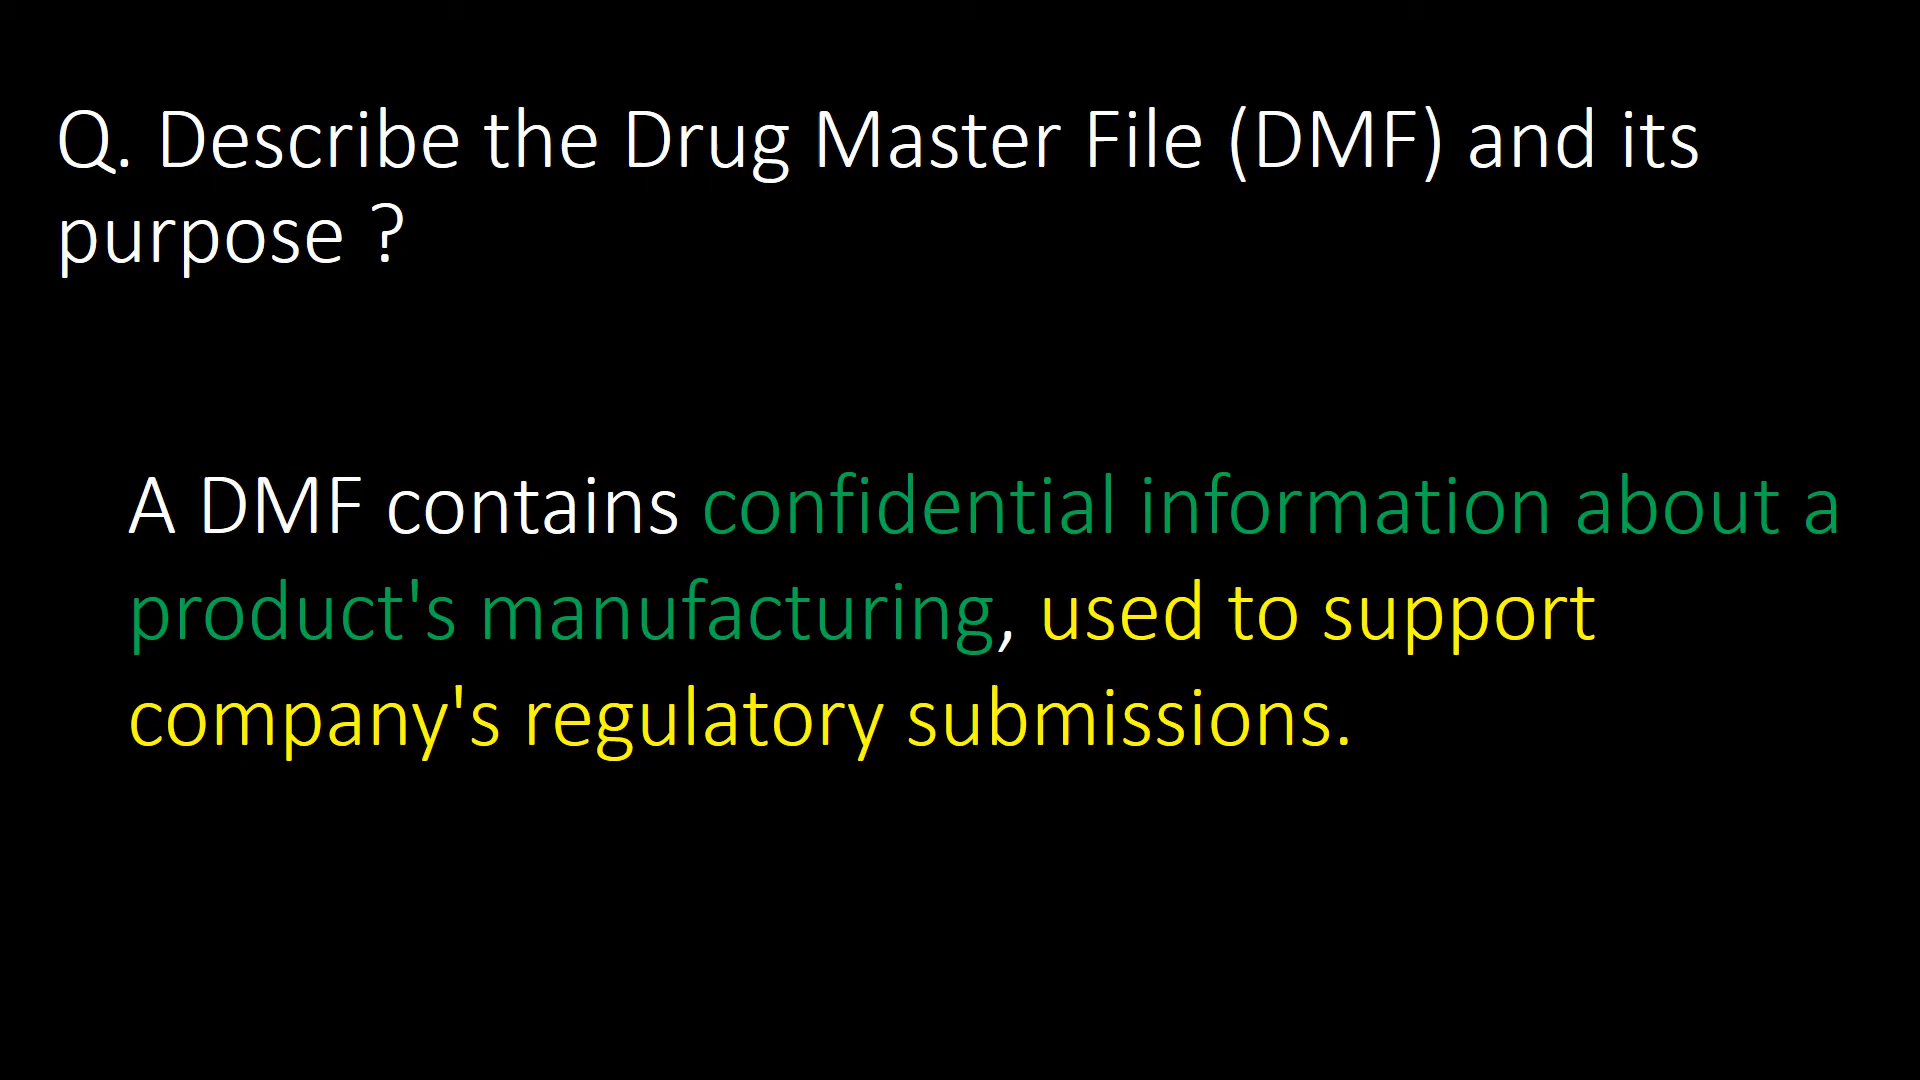 Q. Describe the Drug Master File (DMF) and its
purpose ?
A DMF contains confidential information about a
product's manufacturing, used to support
company's regulatory submissions.